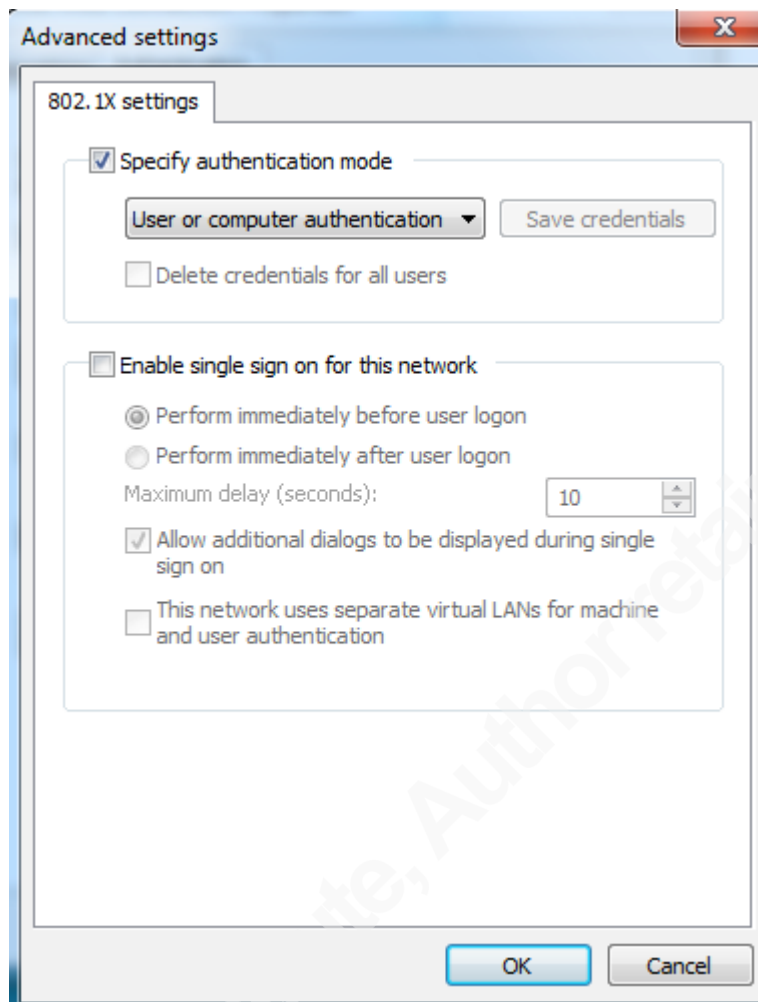 Advanced settings
802.1X settings
Specify authentication mode
User or computer authentication
Save credentials
Delete credentials for all users
Enable single sign on for this network
Perform immediately before user logon
Perform immediately after user logon
Maximum delay (seconds):
10
Allow additional dialogs to be displayed during single
sign on
This network uses separate virtual LANs for machine
and user authentication
Author retai
OK
Cancel